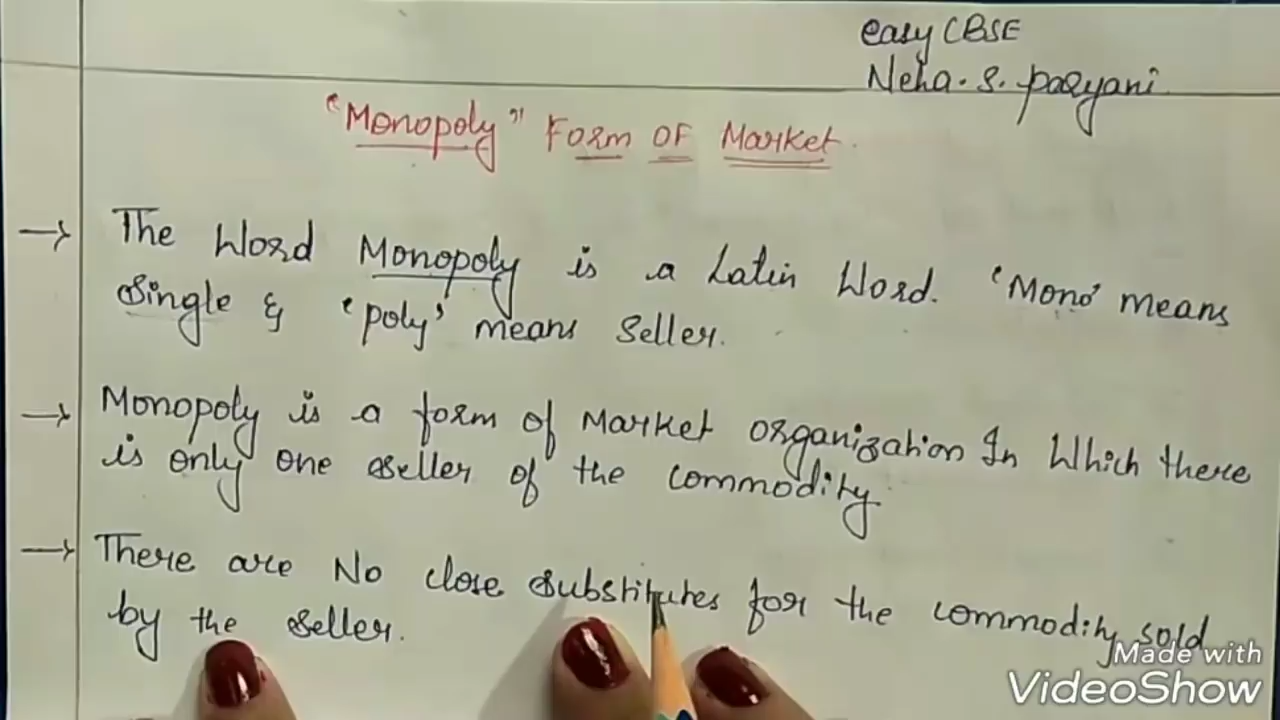 easy CBSE
Neha. S. paryani
"Monopoly" Form OF Market.
→ The Word Monopoly is a Latin Word. 'Mono' means
single & 'poly' means seller.
→ Monopoly is a form of Market organization In Which there
is only one seller of the commodity.
→ There are No close substitutes for the commodity sold
by the seller.
Made with
VideoShow